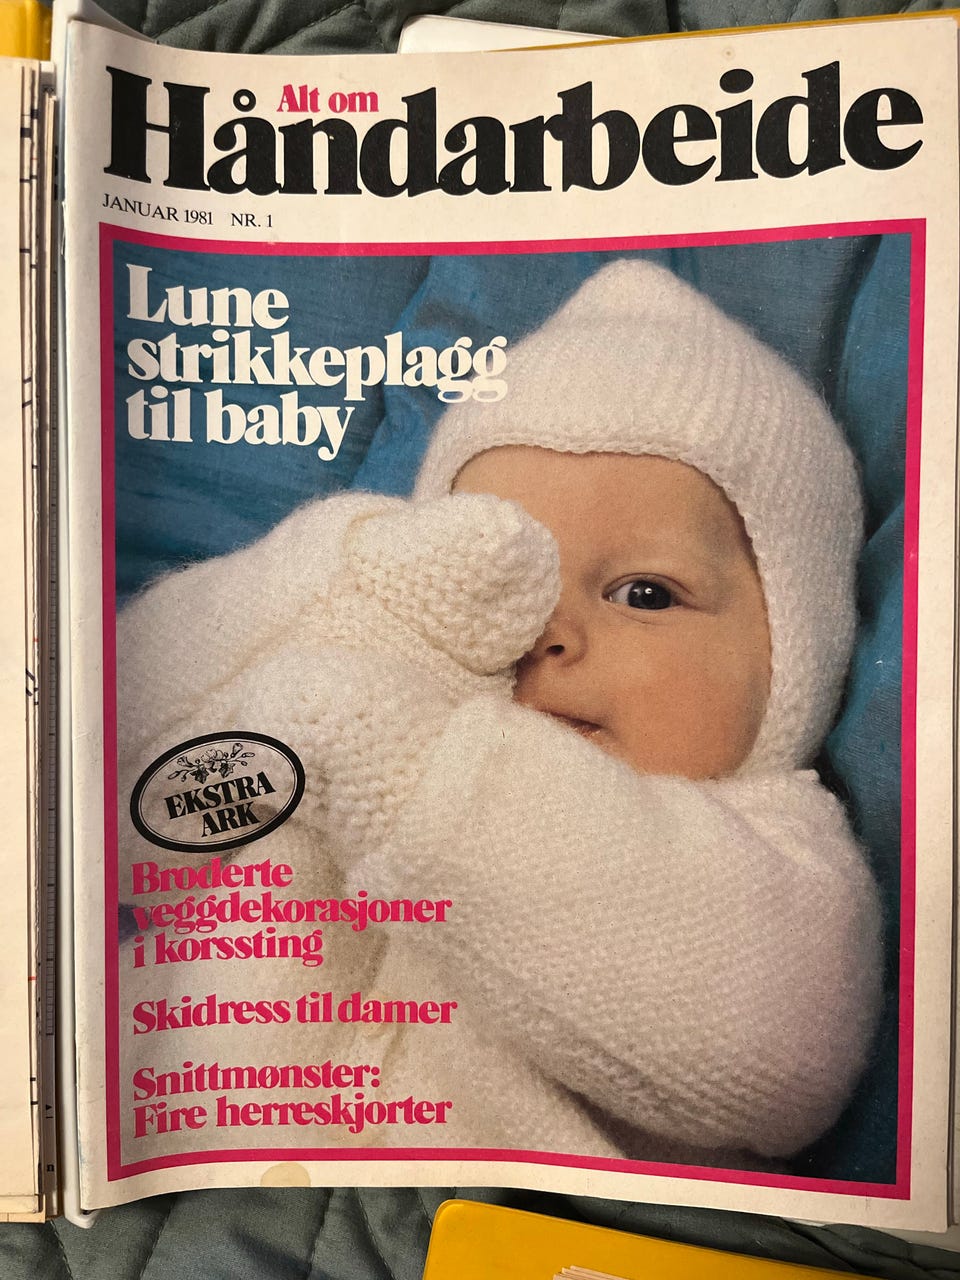 Alt om
Håndarbeide
JANUAR 1981 NR. 1
Lune
strikkeplagg
til baby
EKSTRA
ARK
Broderte
veggdekorasjoner
i korssting
Skidress til damer
Snittmønster:
Fire herreskjorter